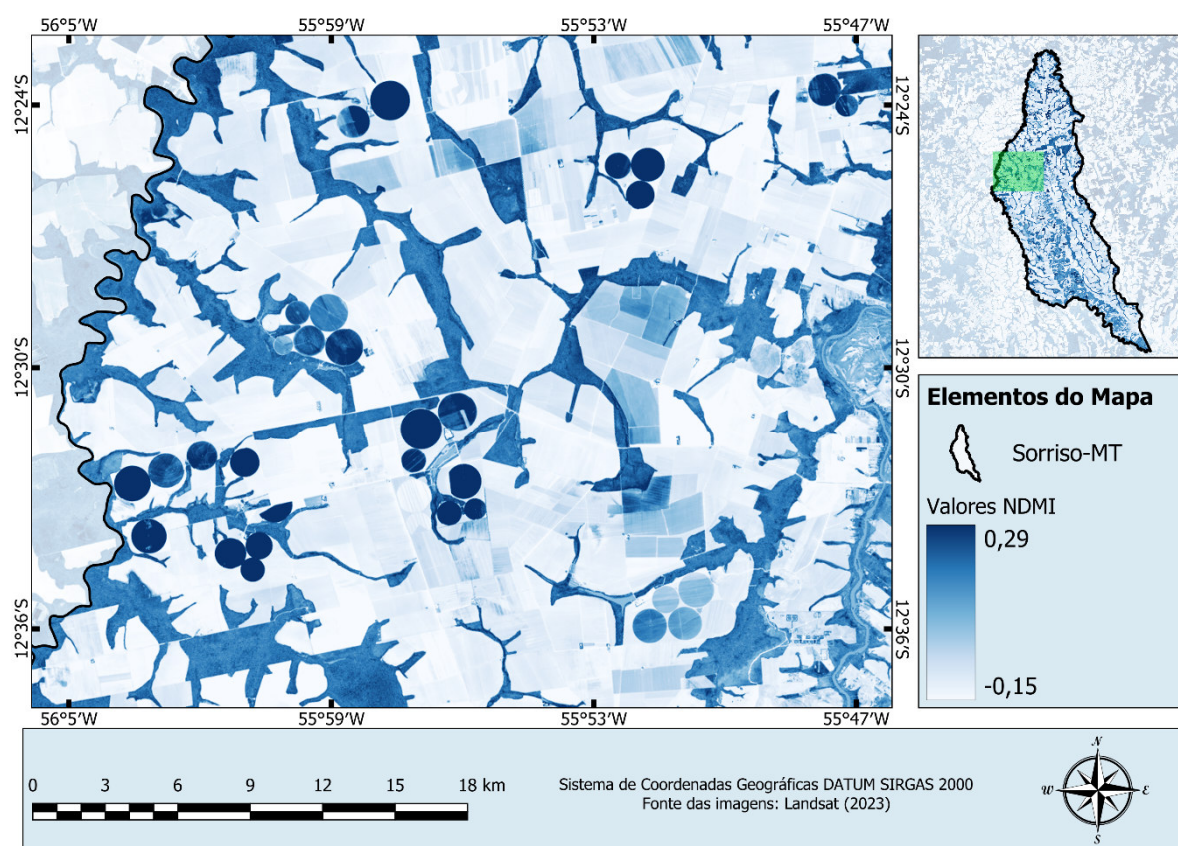 56°5'W 55°59'W 55°53'W 55°47'W
12°24'S 12°24'S
12°30'S 12°30'S
12°36'S 12°36'S
56°5'W 55°59'W 55°53'W 55°47'W
Elementos do Mapa
Sorriso-MT
Valores NDMI
0,29
-0,15
0 3 6 9 12 15 18 km
Sistema de Coordenadas Geográficas DATUM SIRGAS 2000
Fonte das imagens: Landsat (2023)
N
W E
S